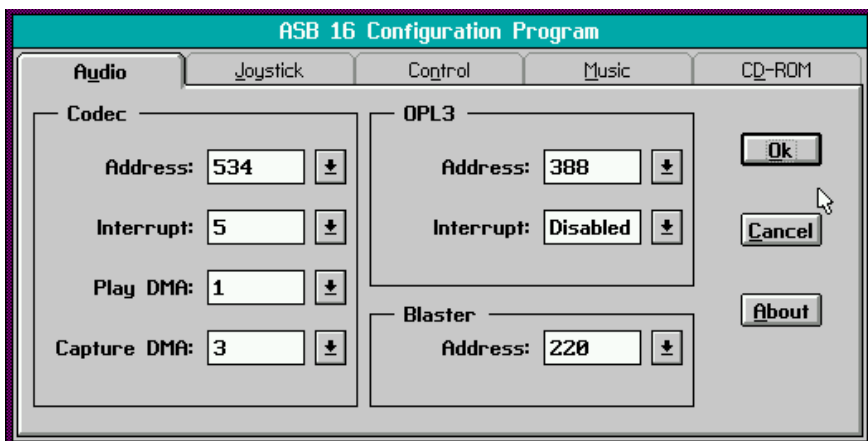 ASB 16 Configuration Program
Audio
Joystick
Control
Music
CD-ROM
Codec
Address: 534
Interrupt: 5
Play DMA: 1
Capture DMA: 3
OPL3
Address: 388
Interrupt: Disabled
Blaster
Address: 220
Ok
Cancel
About